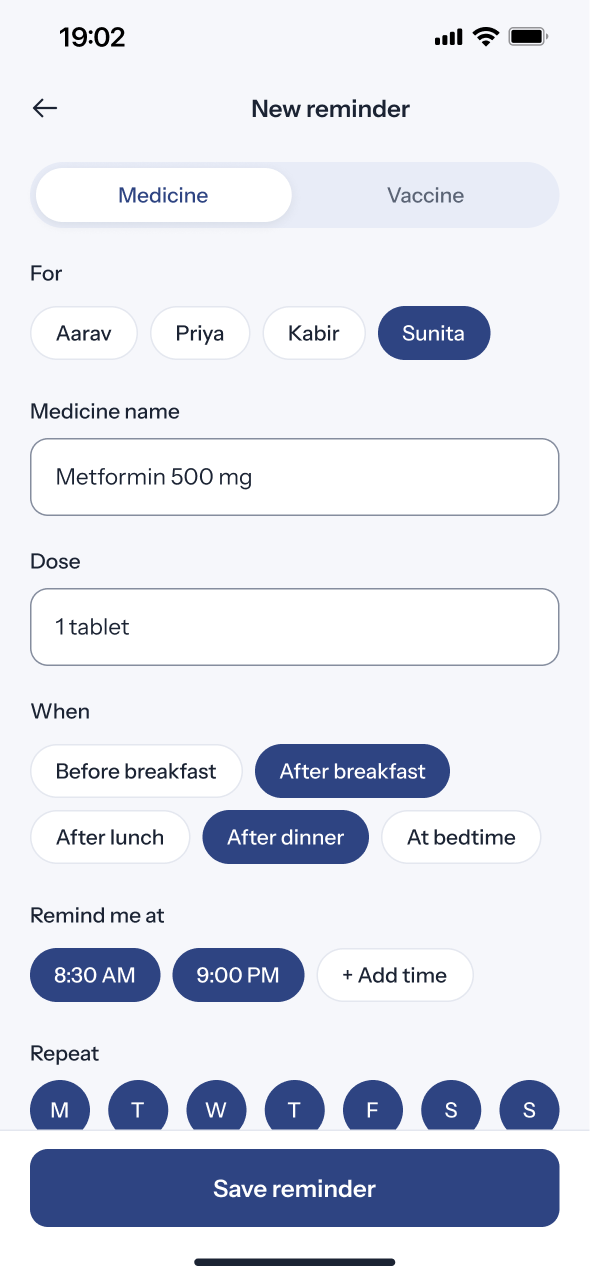 19:02
New reminder
Medicine Vaccine
For
Aarav Priya Kabir Sunita
Medicine name
Metformin 500 mg
Dose
1 tablet
When
Before breakfast After breakfast
After lunch After dinner At bedtime
Remind me at
8:30 AM 9:00 PM + Add time
Repeat
M T W T F S S
Save reminder